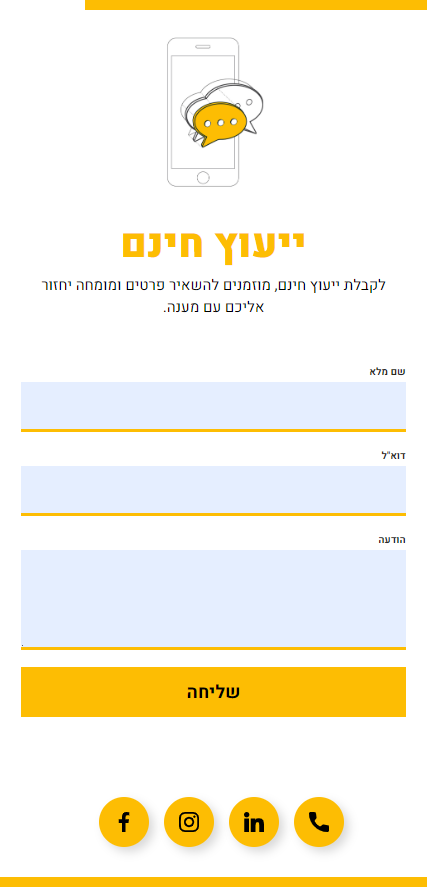 ייעוץ חינם
לקבלת ייעוץ חינם, מוזמנים להשאיר פרטים ומומחה יחזור
אליכם עם מענה.
שם מלא
דוא"ל
הודעה
שליחה